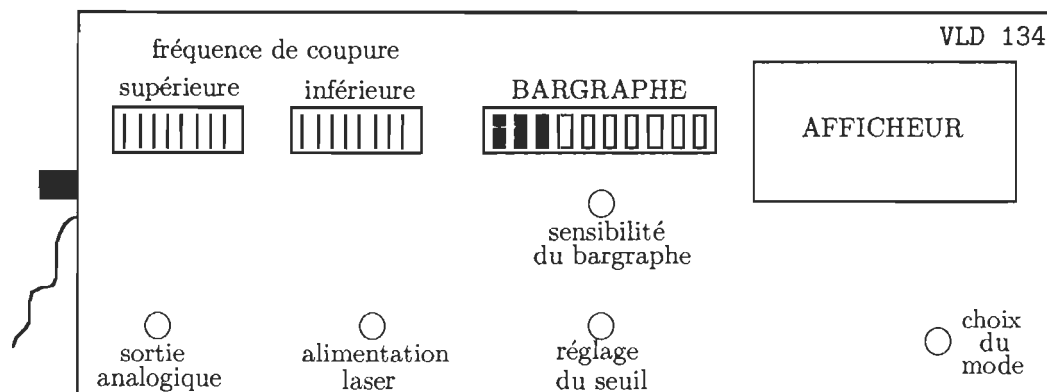 VLD 134
fréquence de coupure
supérieure
inférieure
BARGRAPHE
AFFICHEUR
sensibilité
du bargraphe
sortie
analogique
alimentation
laser
réglage
du seuil
choix
du
mode